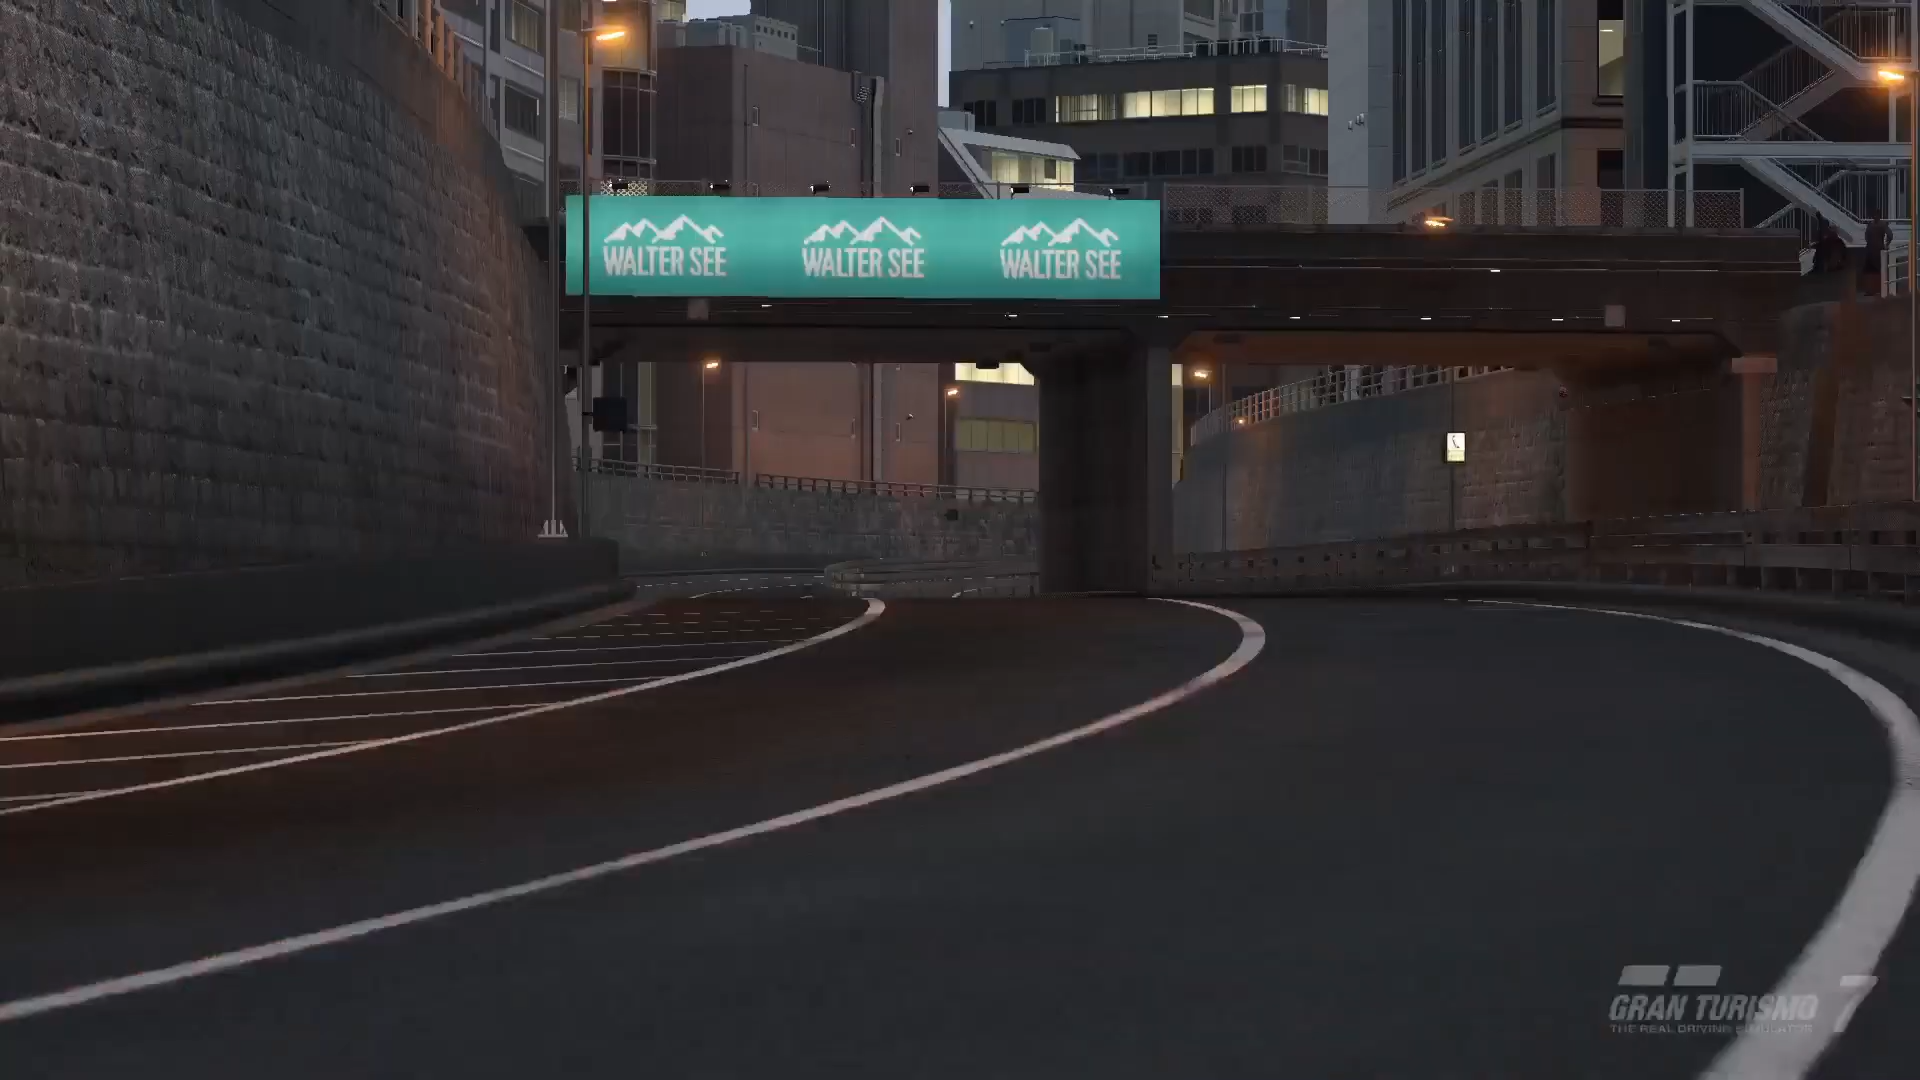 WALTER SEE WALTER SEE WALTER SEE
GRAN TURISMO 7
THE REAL DRIVING SIMULATOR